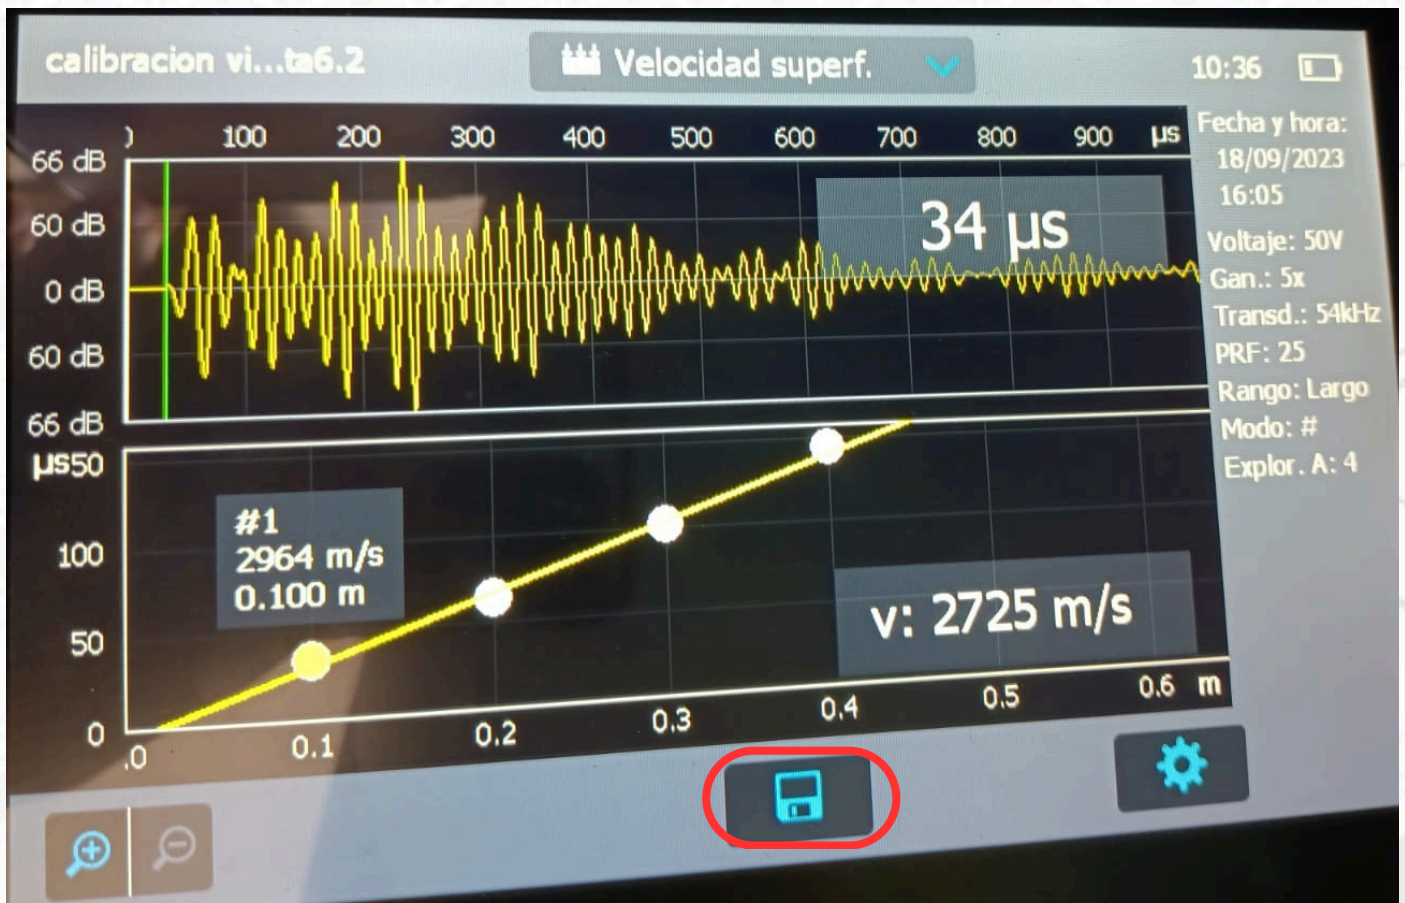 calibracion vi...ta6.2
Velocidad superf.
10:36
100 200 300 400 500 600 700 800 900 µs
66 dB
60 dB
0 dB
60 dB
66 dB
34 µs
Fecha y hora:
18/09/2023
16:05
Voltaje: 50V
Gan.: 5x
Transd.: 54kHz
PRF: 25
Rango: Largo
Modo: #
Explor. A: 4
µs50
100
50
0
#1
2964 m/s
0.100 m
v: 2725 m/s
.0 0.1 0.2 0.3 0.4 0.5 0.6 m